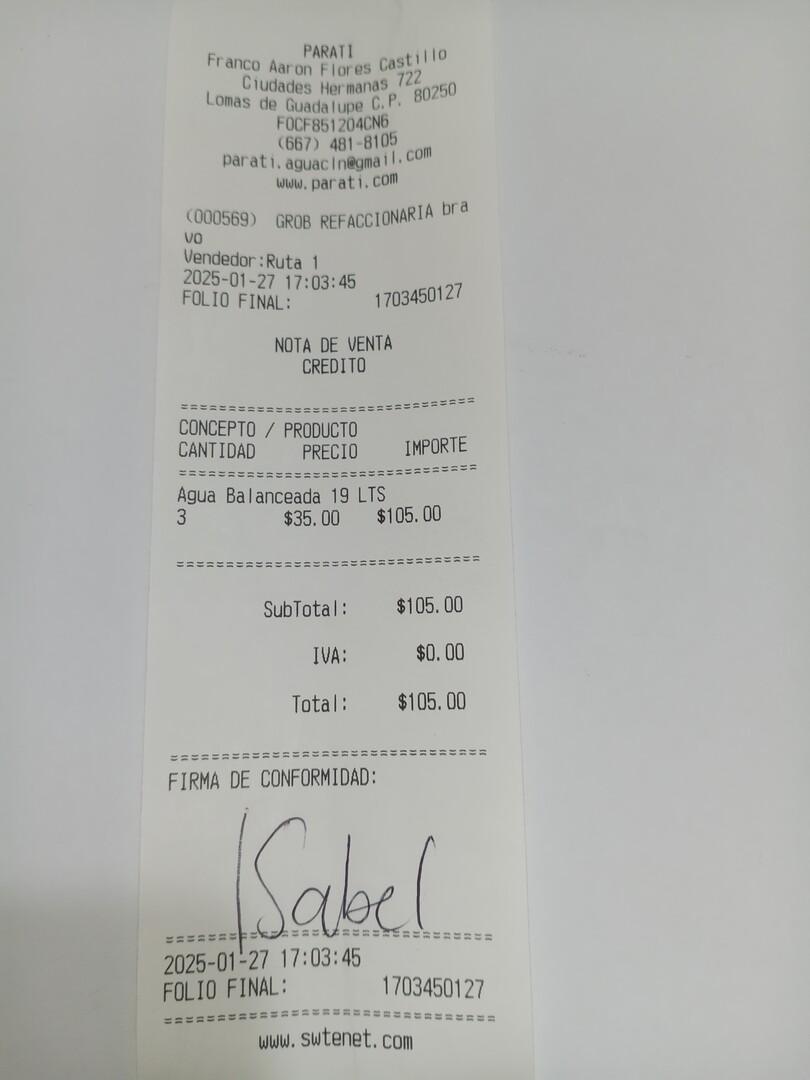 PARATI
Franco Aaron Flores Castillo
Ciudades Hermanas 722
Lomas de Guadalupe C.P. 80250
FOCF851204CN6
(667) 481-8105
parati.aguacln@gmail.com
www.parati.com
(000569) GROB REFACCIONARIA bra
vo
Vendedor:Ruta 1
2025-01-27 17:03:45
FOLIO FINAL: 1703450127
NOTA DE VENTA
CREDITO
==============================
CONCEPTO / PRODUCTO
CANTIDAD PRECIO IMPORTE
==============================
Agua Balanceada 19 LTS
3 $35.00 $105.00
==============================
SubTotal: $105.00
IVA: $0.00
Total: $105.00
==============================
FIRMA DE CONFORMIDAD:
Isabel
==============================
2025-01-27 17:03:45
FOLIO FINAL: 1703450127
==============================
www.swtenet.com